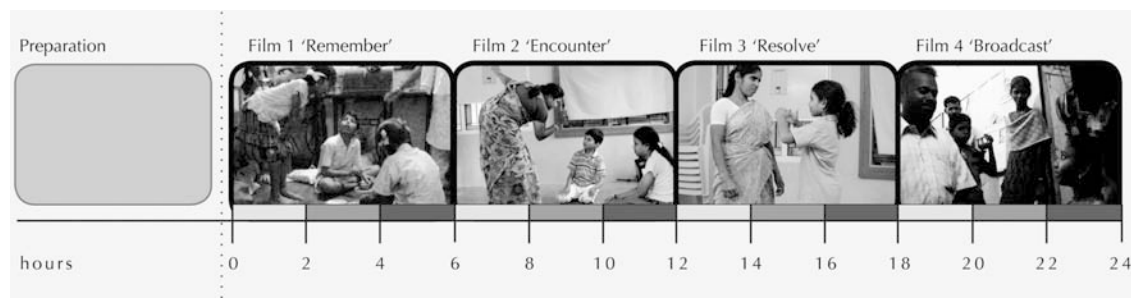 Preparation
Film 1 ‘Remember’
Film 2 ‘Encounter’
Film 3 ‘Resolve’
Film 4 ‘Broadcast’
hours
0 2 4 6 8 10 12 14 16 18 20 22 24